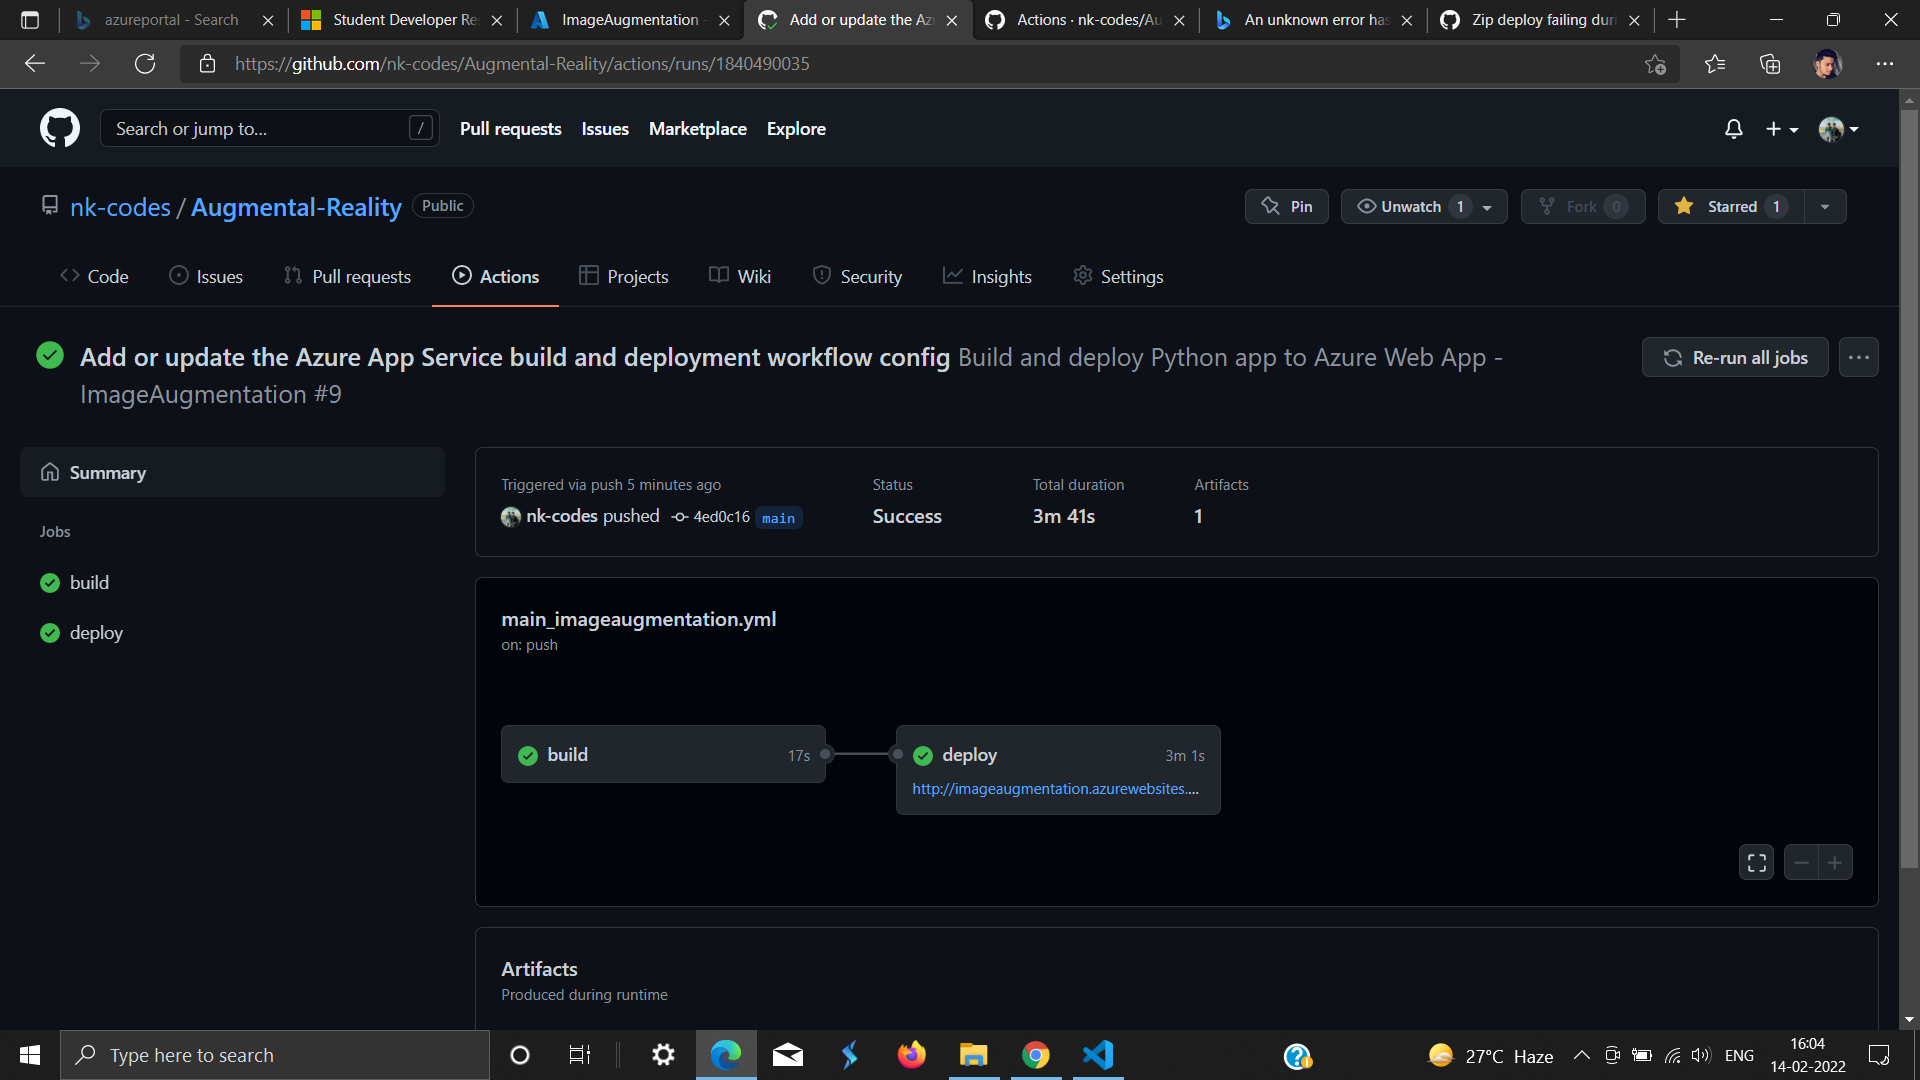 azureportal - Search
Student Developer Re
ImageAugmentation -
Add or update the Az
Actions · nk-codes/Au
An unknown error has
Zip deploy failing duri
https://github.com/nk-codes/Augmental-Reality/actions/runs/1840490035
Search or jump to... /
Pull requests Issues Marketplace Explore
nk-codes / Augmental-Reality Public
Pin Unwatch 1 Fork 0 Starred 1
Code Issues Pull requests Actions Projects Wiki Security Insights Settings
Add or update the Azure App Service build and deployment workflow config Build and deploy Python app to Azure Web App -
ImageAugmentation #9
Re-run all jobs
Summary
Jobs
build
deploy
Triggered via push 5 minutes ago
nk-codes pushed 4ed0c16 main
Status
Success
Total duration
3m 41s
Artifacts
1
main_imageaugmentation.yml
on: push
build 17s
deploy 3m 1s
http://imageaugmentation.azurewebsites....
Artifacts
Produced during runtime
Type here to search
27°C Haze
ENG
16:04
14-02-2022